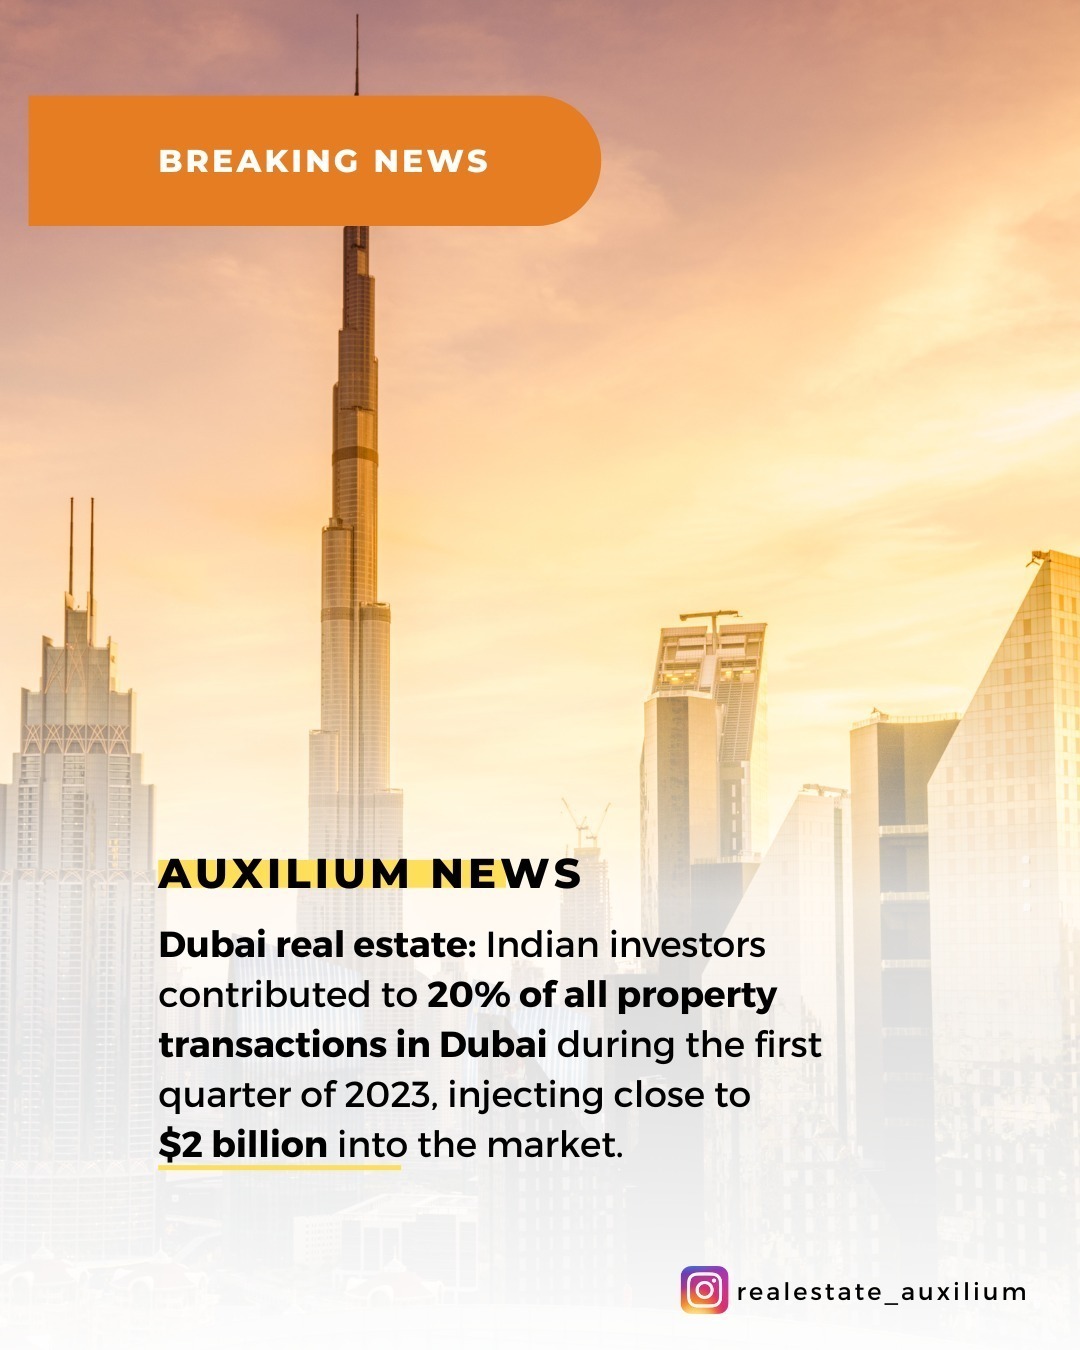 BREAKING NEWS
AUXILIUM NEWS
Dubai real estate: Indian investors
contributed to 20% of all property
transactions in Dubai during the first
quarter of 2023, injecting close to
$2 billion into the market.
realestate_auxilium